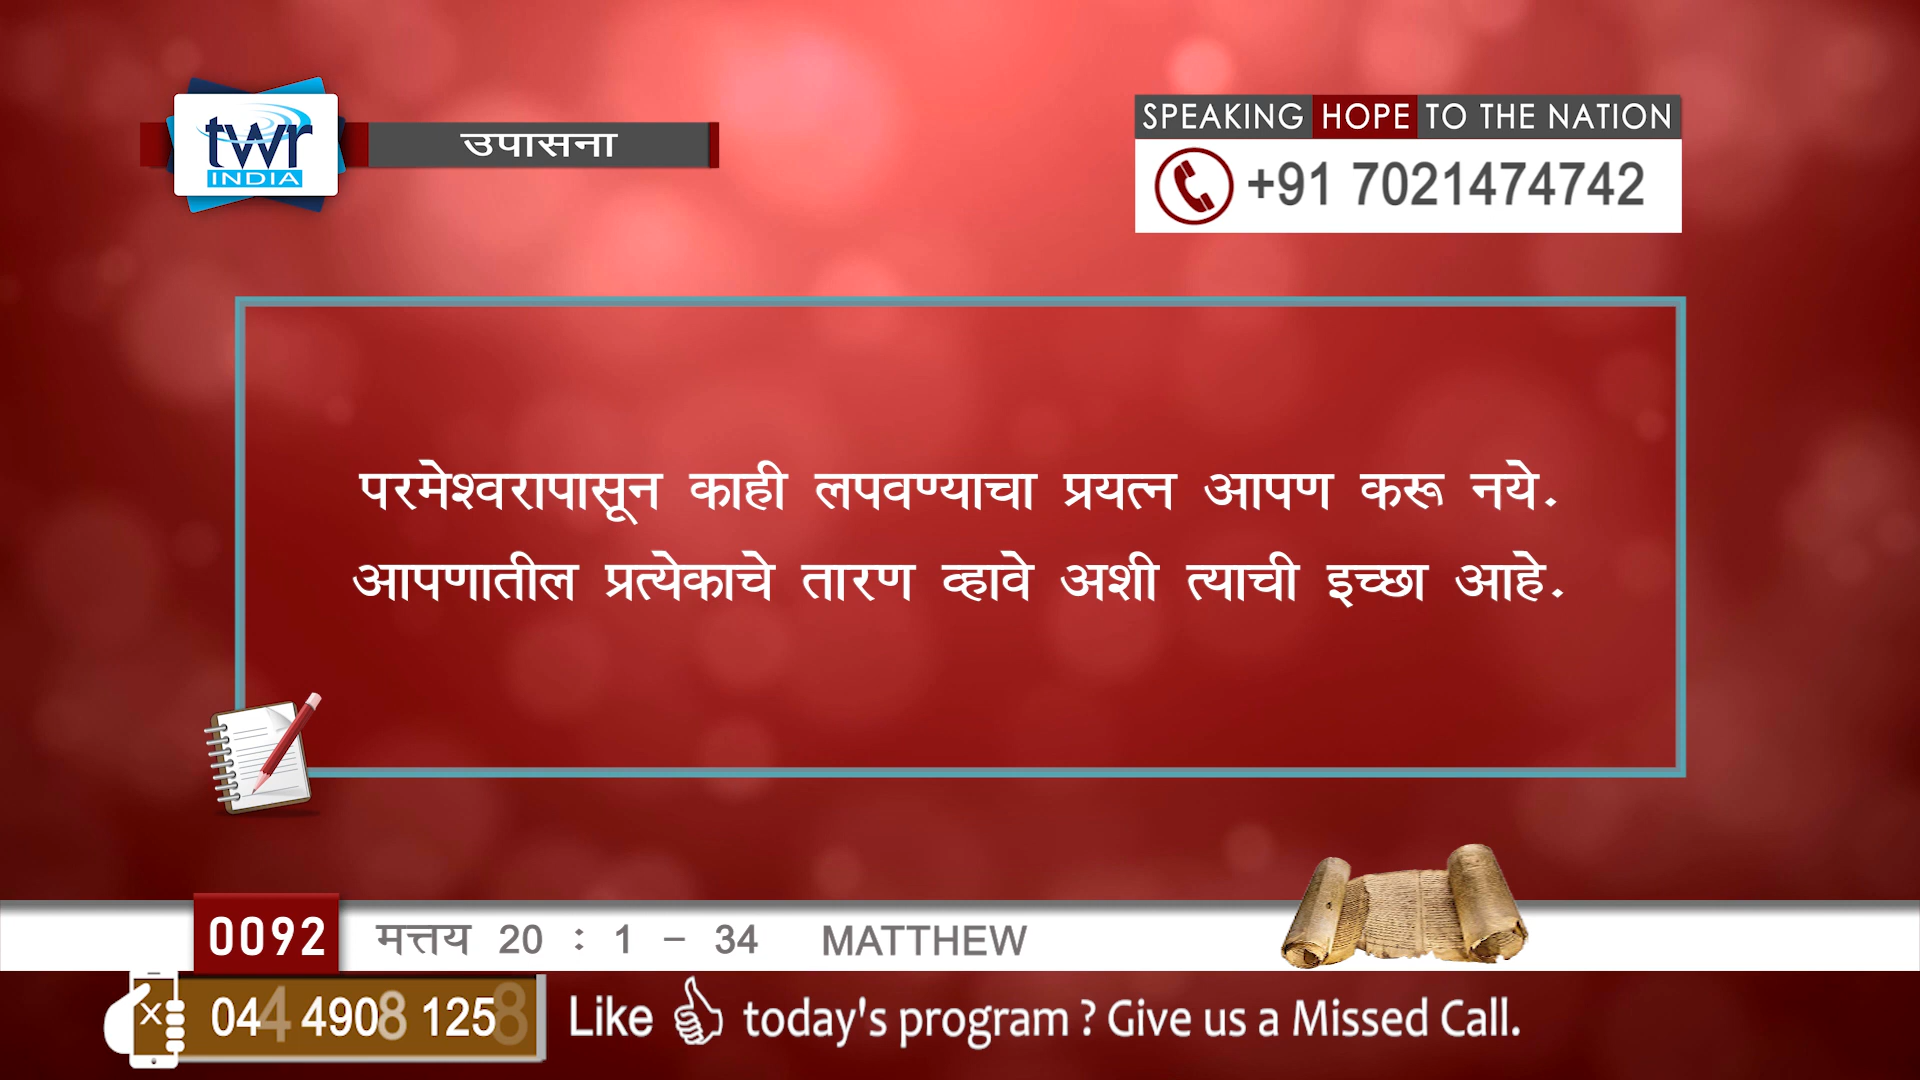 twr
INDIA
उपासना
SPEAKING HOPE TO THE NATION
+91 7021474742
परमेश्वरापासून काही लपवण्याचा प्रयत्न आपण करू नये.
आपणातील प्रत्येकाचे तारण व्हावे अशी त्याची इच्छा आहे.
0092 मत्तय 20 : 1 - 34 MATTHEW
044 4908 1258 Like today's program ? Give us a Missed Call.